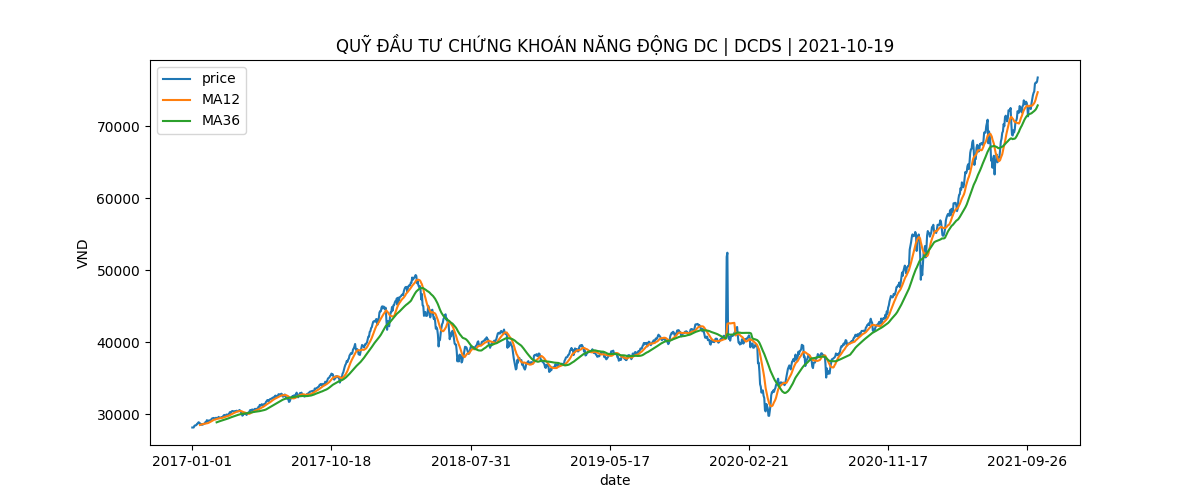 QUỸ ĐẦU TƯ CHỨNG KHOÁN NĂNG ĐỘNG DC | DCDS | 2021-10-19
price
MA12
MA36
70000
60000
50000
40000
30000
VND
2017-01-01 2017-10-18 2018-07-31 2019-05-17 2020-02-21 2020-11-17 2021-09-26
date